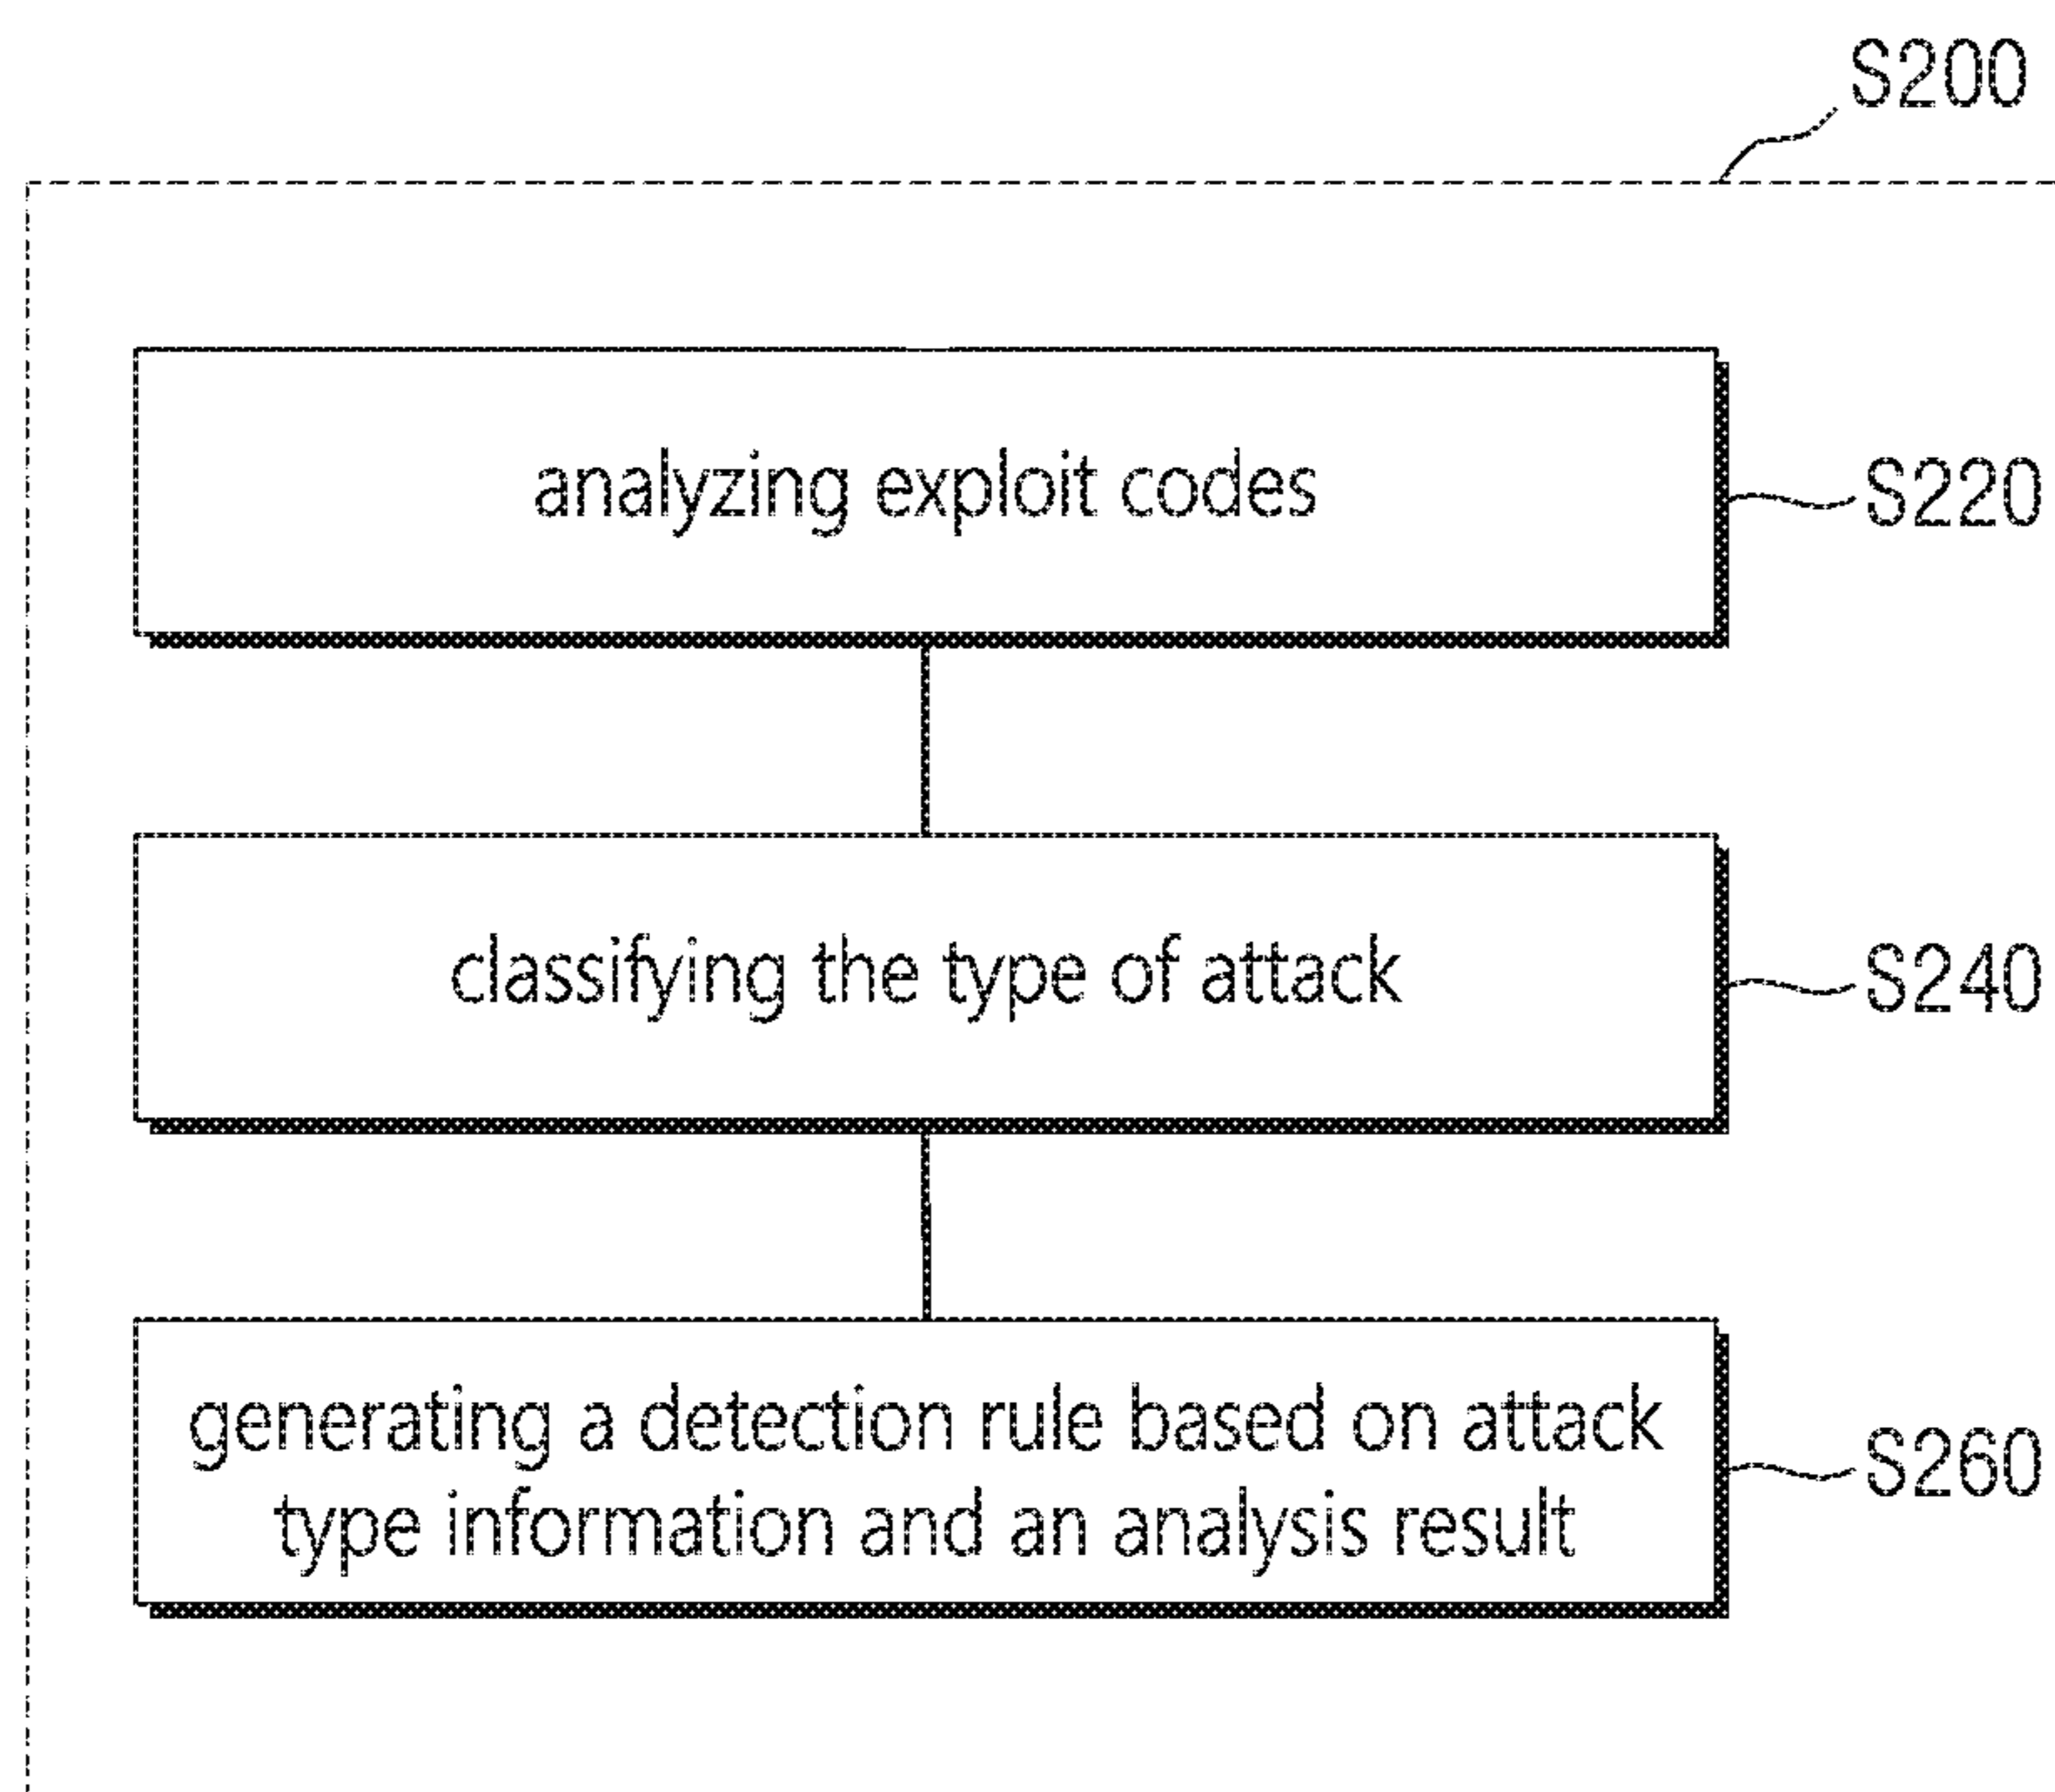 S200
analyzing exploit codes
S220
classifying the type of attack
S240
generating a detection rule based on attack
type information and an analysis result
S260